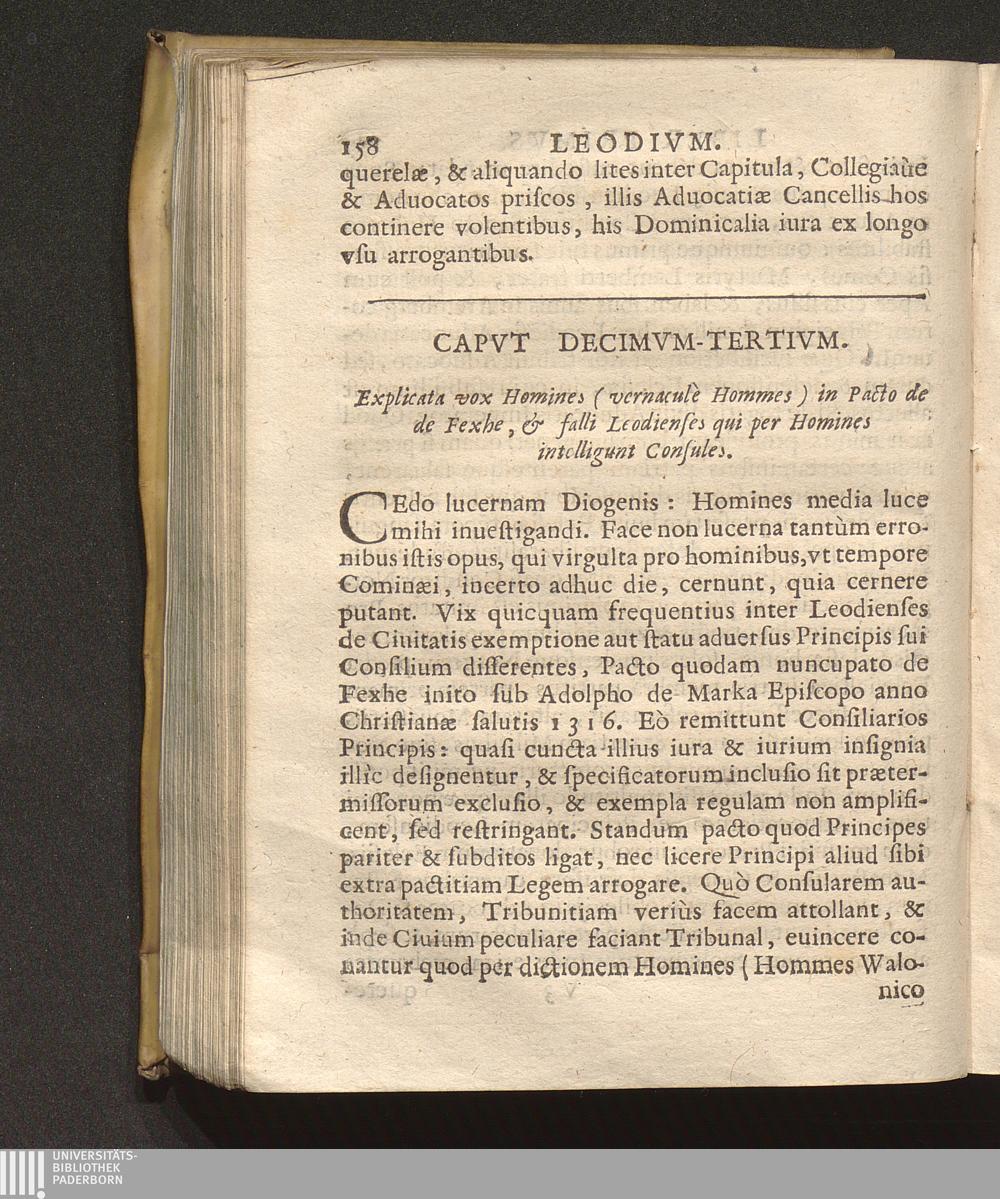 158 LEODIVM.
querelæ, & aliquando lites inter Capitula, Collegiaùe
& Aduocatos priſcos , illis Aduocatiæ Cancellis hos
continere volentibus, his Dominicalia iura ex longo
vſu arrogantibus.
CAPVT DECIMVM-TERTIVM.
Explicata vox Homines ( vernaculè Hommes ) in Pacto de
de Fexhe, & falli Leodienſes qui per Homines
intelligunt Conſules.
CEdo lucernam Diogenis : Homines media luce
mihi inueſtigandi. Face non lucerna tantùm erro-
nibus iſtis opus, qui virgulta pro hominibus,vt tempore
Cominæi, incerto adhuc die, cernunt, quia cernere
putant. Vix quicquam frequentius inter Leodienſes
de Ciuitatis exemptione aut ſtatu aduerſus Principis ſui
Conſilium differentes, Pacto quodam nuncupato de
Fexhe inito ſub Adolpho de Marka Epiſcopo anno
Chriſtianæ ſalutis 1316. Eò remittunt Conſiliarios
Principis: quaſi cuncta illius iura & iurium inſignia
illìc deſignentur, & ſpecificatorum incluſio ſit præter-
miſſorum excluſio, & exempla regulam non amplifi-
cent, ſed reſtringant. Standum pacto quod Principes
pariter & ſubditos ligat, nec licere Principi aliud ſibi
extra pactitiam Legem arrogare. Quò Conſularem au-
thoritatem, Tribunitiam veriùs facem attollant, &
inde Ciuium peculiare faciant Tribunal, euincere co-
nantur quod per dictionem Homines ( Hommes Walo-
nico
UNIVERSITÄTS-
BIBLIOTHEK
PADERBORN